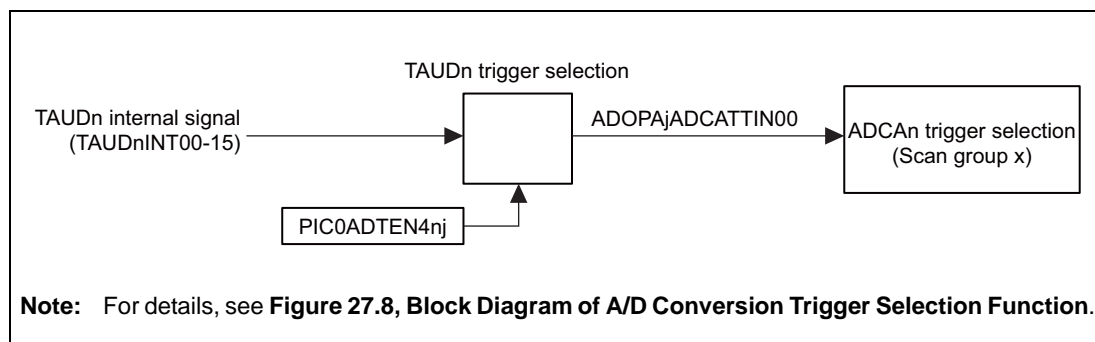 TAUDn trigger selection
TAUDn internal signal
(TAUDnINT00-15)
ADOPAjADCATTIN00
ADCAn trigger selection
(Scan group x)
PIC0ADTEN4nj
Note: For details, see Figure 27.8, Block Diagram of A/D Conversion Trigger Selection Function.